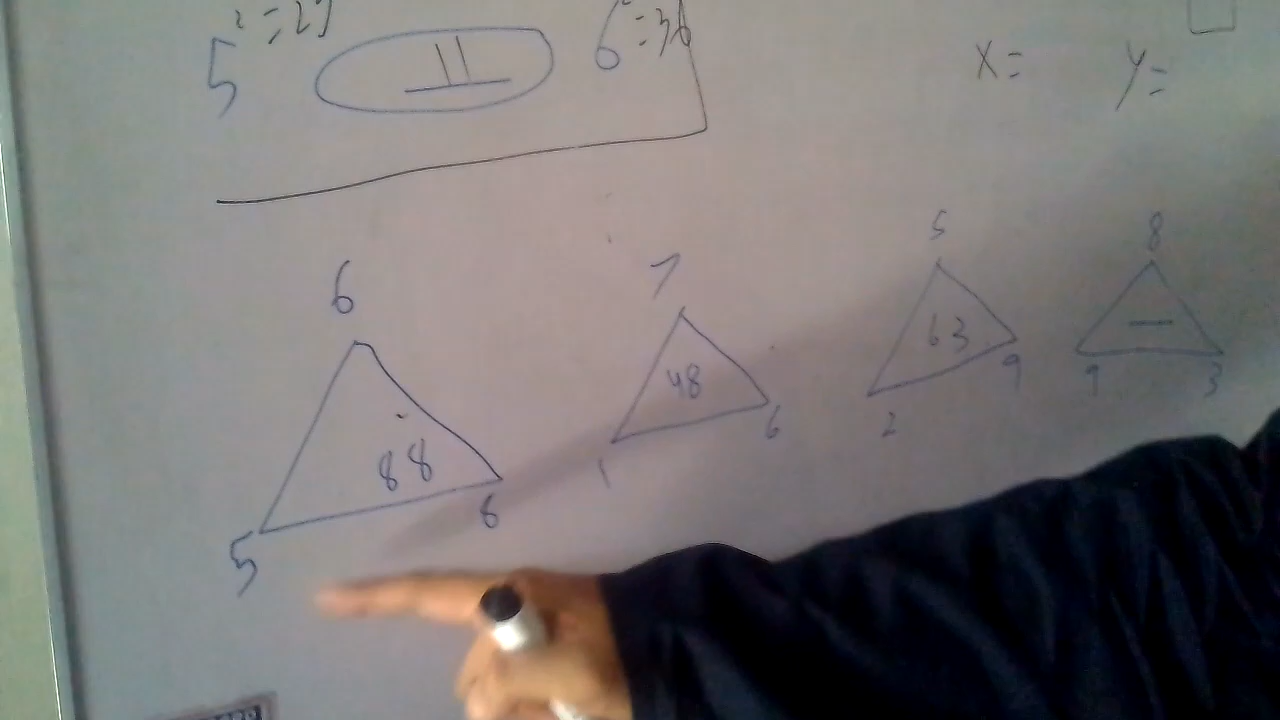 5² = 25 11 6² = 36
x = y =
6 7 5 8
88 48 63 —
5 6 1 6 2 9 9 3